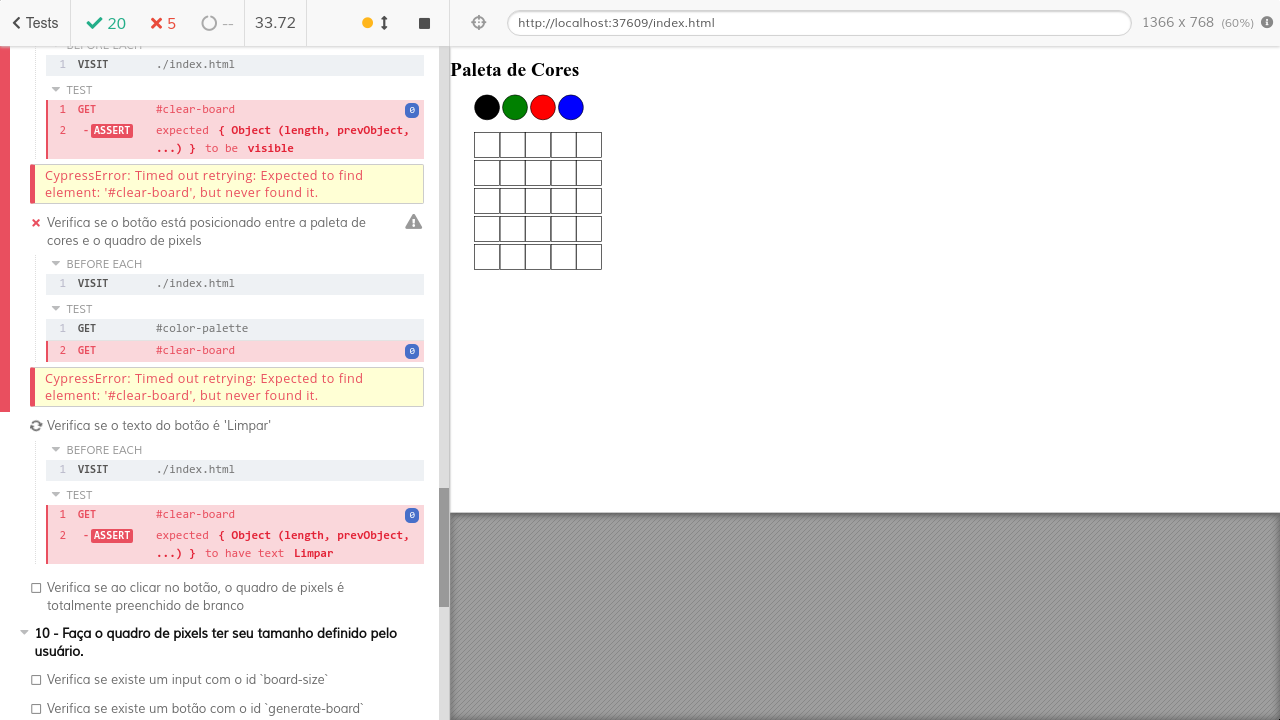 Tests 20 5 -- 33.72 http://localhost:37609/index.html 1366 x 768 (60%)
BEFORE EACH
1 VISIT ./index.html
TEST
1 GET #clear-board 0
2 -ASSERT expected { Object (length, prevObject,
...) } to be visible
CypressError: Timed out retrying: Expected to find
element: '#clear-board', but never found it.
Verifica se o botão está posicionado entre a paleta de
cores e o quadro de pixels
BEFORE EACH
1 VISIT ./index.html
TEST
1 GET #color-palette
2 GET #clear-board 0
CypressError: Timed out retrying: Expected to find
element: '#clear-board', but never found it.
Verifica se o texto do botão é 'Limpar'
BEFORE EACH
1 VISIT ./index.html
TEST
1 GET #clear-board 0
2 -ASSERT expected { Object (length, prevObject,
...) } to have text Limpar
Verifica se ao clicar no botão, o quadro de pixels é
totalmente preenchido de branco
10 - Faça o quadro de pixels ter seu tamanho definido pelo
usuário.
Verifica se existe um input com o id `board-size`
Verifica se existe um botão com o id `generate-board`
Paleta de Cores